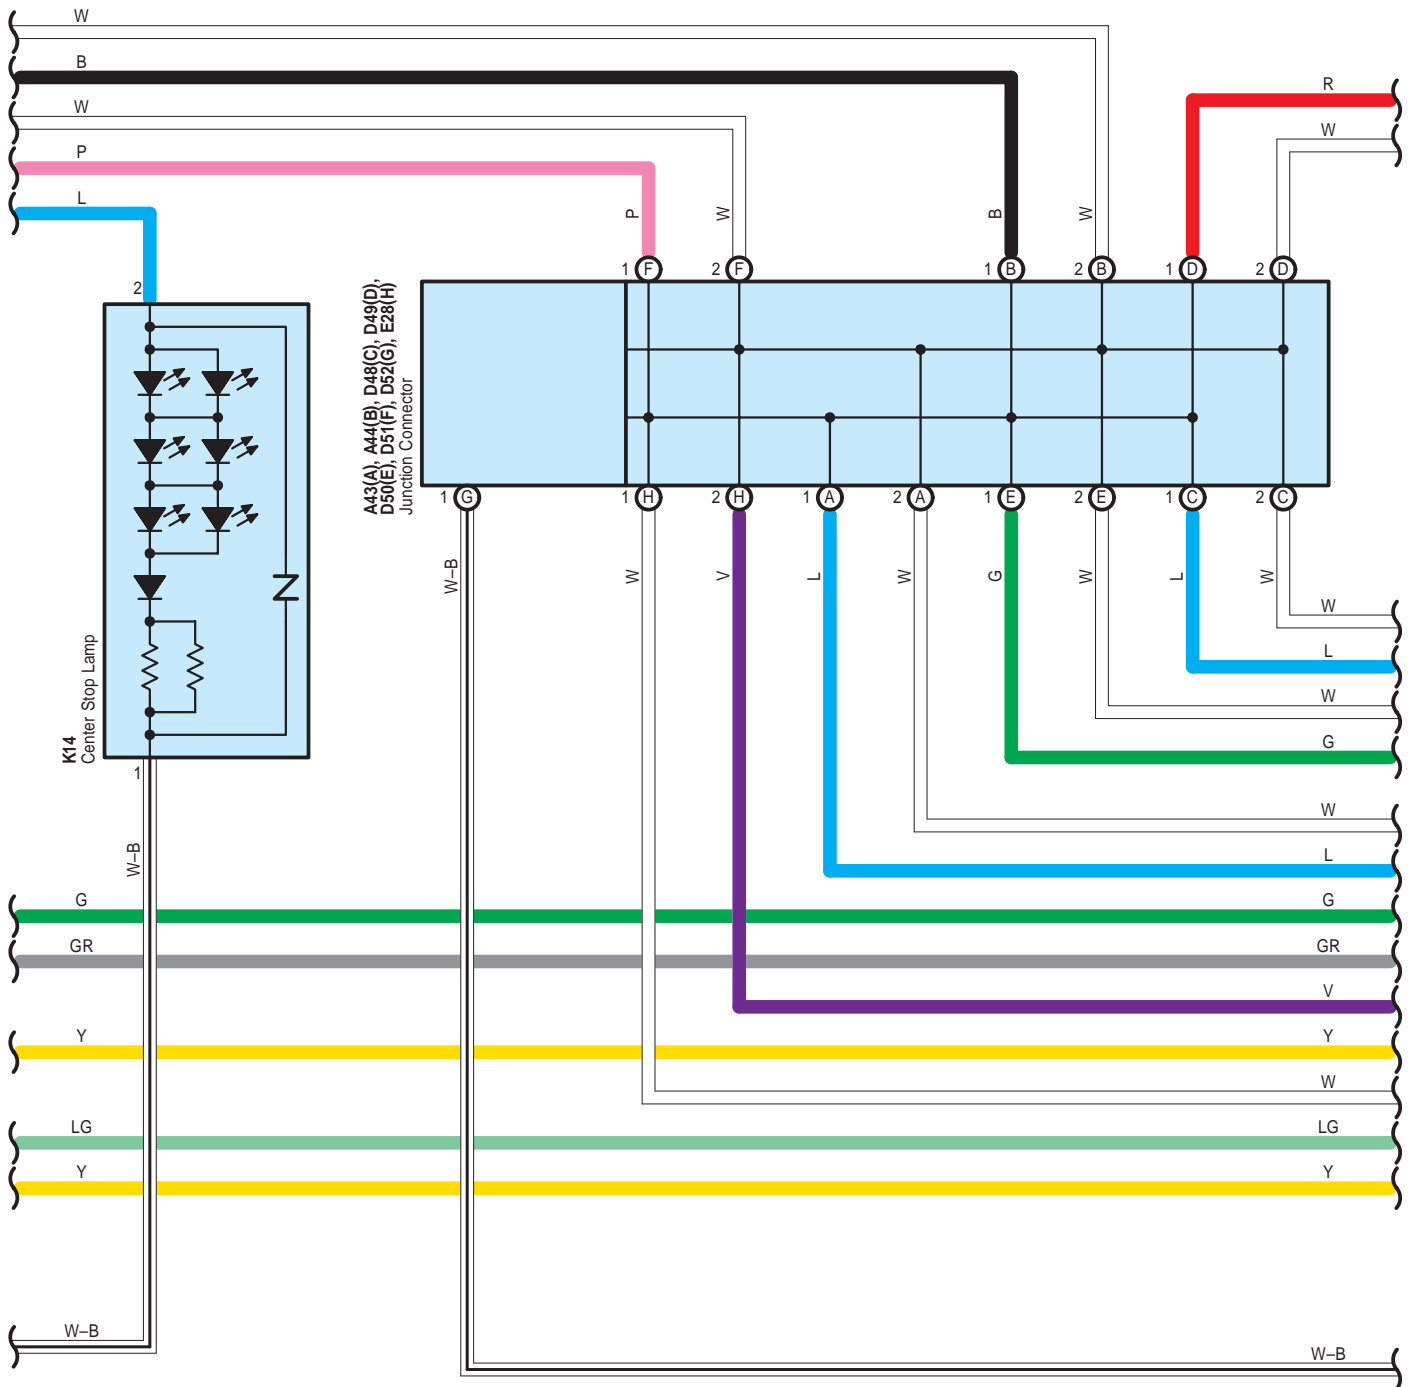 W
B
W
P
L
R
W
P
W
B
W
1 F
2 F
1 B
2 B
1 D
2 D
2
K14
Center Stop Lamp
1
A43(A), A44(B), D48(C), D49(D),
D50(E), D51(F), D52(G), E28(H)
Junction Connector
1 G
1 H
2 H
1 A
2 A
1 E
2 E
1 C
2 C
W–B
W
V
L
W
G
W
L
W
W
L
W
G
W
L
W–B
G
G
GR
GR
V
Y
Y
W
LG
LG
Y
Y
W–B
W–B